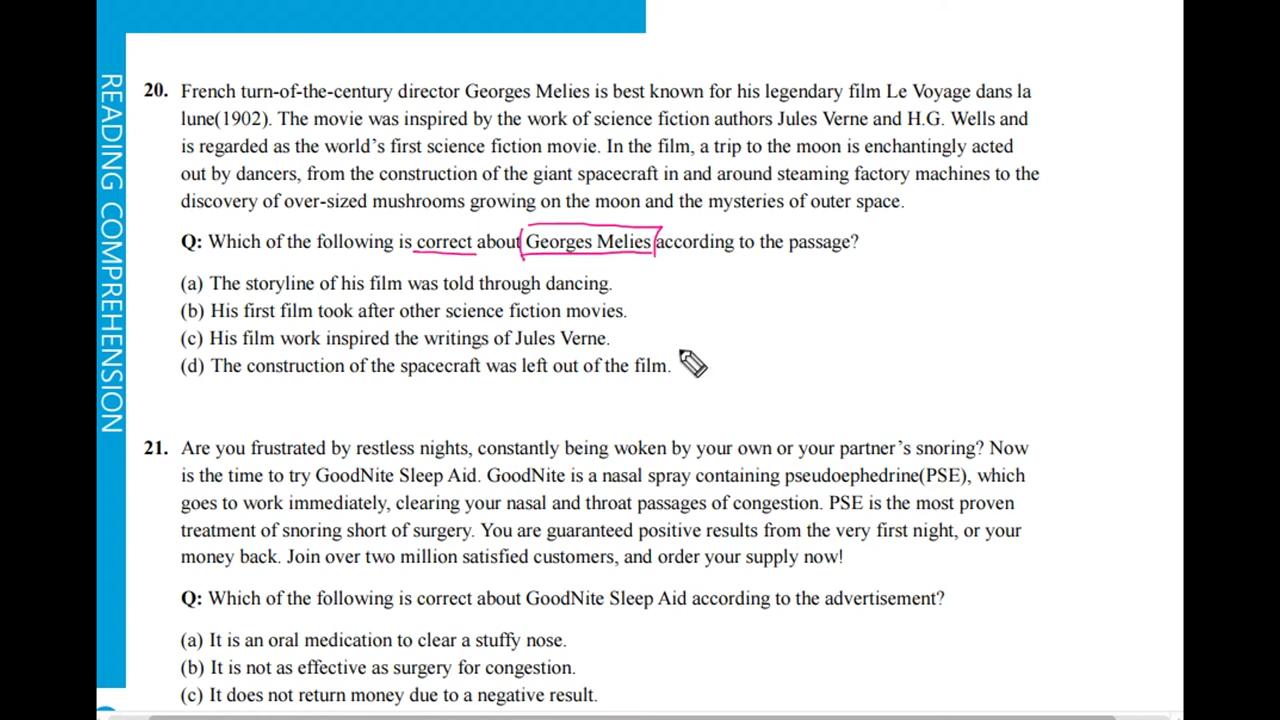 READING COMPREHENSION
20. French turn-of-the-century director Georges Melies is best known for his legendary film Le Voyage dans la
lune(1902). The movie was inspired by the work of science fiction authors Jules Verne and H.G. Wells and
is regarded as the world's first science fiction movie. In the film, a trip to the moon is enchantingly acted
out by dancers, from the construction of the giant spacecraft in and around steaming factory machines to the
discovery of over-sized mushrooms growing on the moon and the mysteries of outer space.
Q: Which of the following is correct about Georges Melies according to the passage?
(a) The storyline of his film was told through dancing.
(b) His first film took after other science fiction movies.
(c) His film work inspired the writings of Jules Verne.
(d) The construction of the spacecraft was left out of the film.
21. Are you frustrated by restless nights, constantly being woken by your own or your partner's snoring? Now
is the time to try GoodNite Sleep Aid. GoodNite is a nasal spray containing pseudoephedrine(PSE), which
goes to work immediately, clearing your nasal and throat passages of congestion. PSE is the most proven
treatment of snoring short of surgery. You are guaranteed positive results from the very first night, or your
money back. Join over two million satisfied customers, and order your supply now!
Q: Which of the following is correct about GoodNite Sleep Aid according to the advertisement?
(a) It is an oral medication to clear a stuffy nose.
(b) It is not as effective as surgery for congestion.
(c) It does not return money due to a negative result.